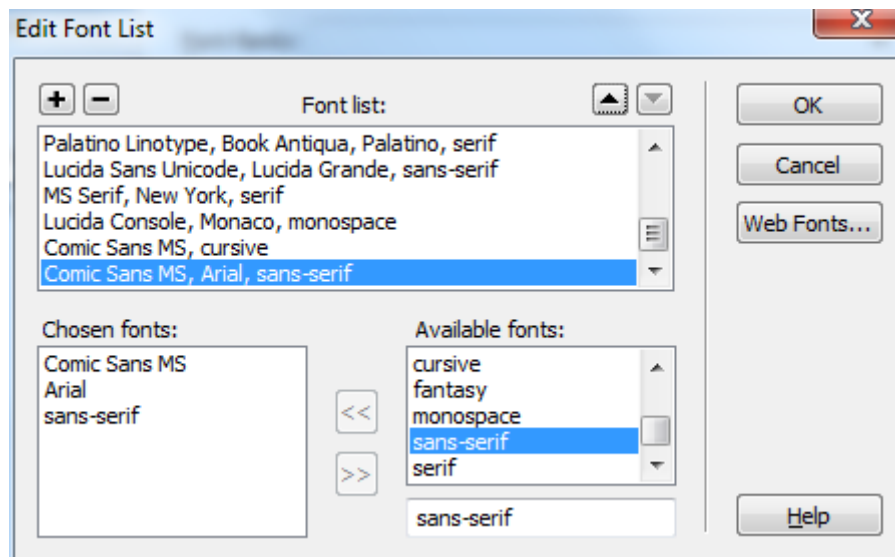 Edit Font List
Font list:
Palatino Linotype, Book Antiqua, Palatino, serif
Lucida Sans Unicode, Lucida Grande, sans-serif
MS Serif, New York, serif
Lucida Console, Monaco, monospace
Comic Sans MS, cursive
Comic Sans MS, Arial, sans-serif
Chosen fonts:
Comic Sans MS
Arial
sans-serif
<<
>>
Available fonts:
cursive
fantasy
monospace
sans-serif
serif
sans-serif
OK
Cancel
Web Fonts...
Help